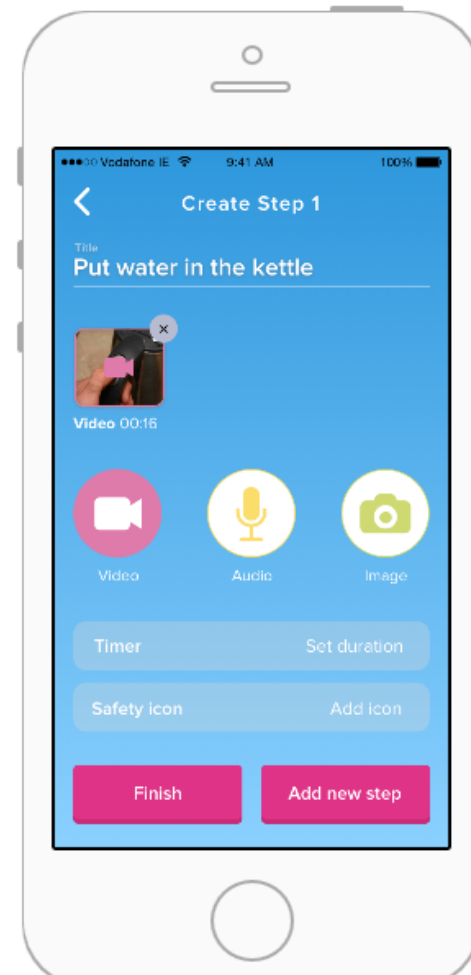 Vodafone IE 9:41 AM 100%
Create Step 1
Title
Put water in the kettle
Video 00:16
Video Audio Image
Timer Set duration
Safety icon Add icon
Finish Add new step